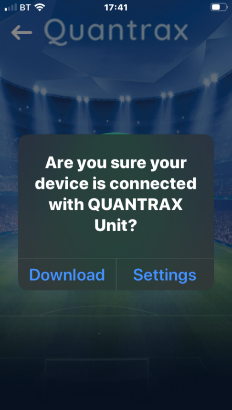 BT 17:41
Quantrax
Are you sure your
device is connected
with QUANTRAX
Unit?
Download Settings